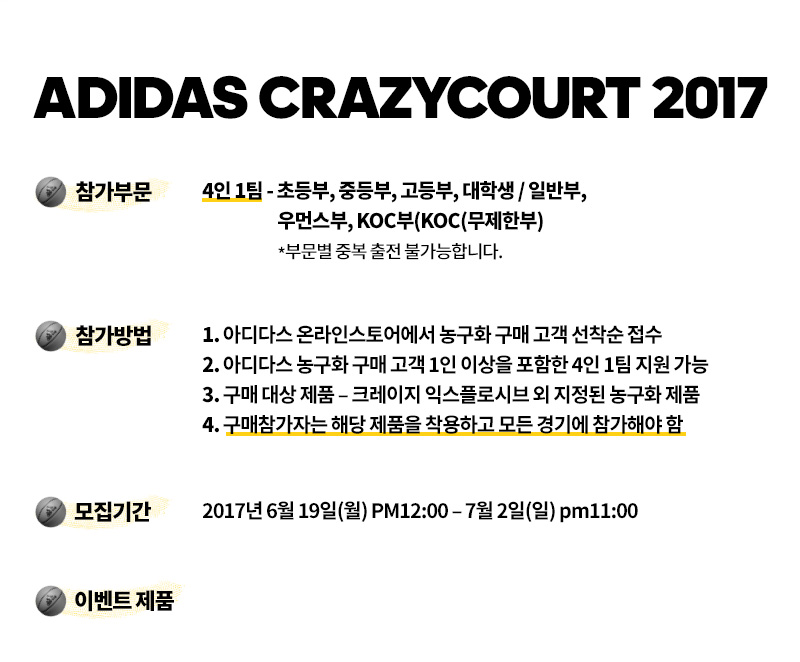 ADIDAS CRAZYCOURT 2017
참가부문 4인 1팀 - 초등부, 중등부, 고등부, 대학생 / 일반부,
우먼스부, KOC부(KOC(무제한부)
*부문별 중복 출전 불가능합니다.
참가방법 1. 아디다스 온라인스토어에서 농구화 구매 고객 선착순 접수
2. 아디다스 농구화 구매 고객 1인 이상을 포함한 4인 1팀 지원 가능
3. 구매 대상 제품 – 크레이지 익스플로시브 외 지정된 농구화 제품
4. 구매참가자는 해당 제품을 착용하고 모든 경기에 참가해야 함
모집기간 2017년 6월 19일(월) PM12:00 – 7월 2일(일) pm11:00
이벤트 제품